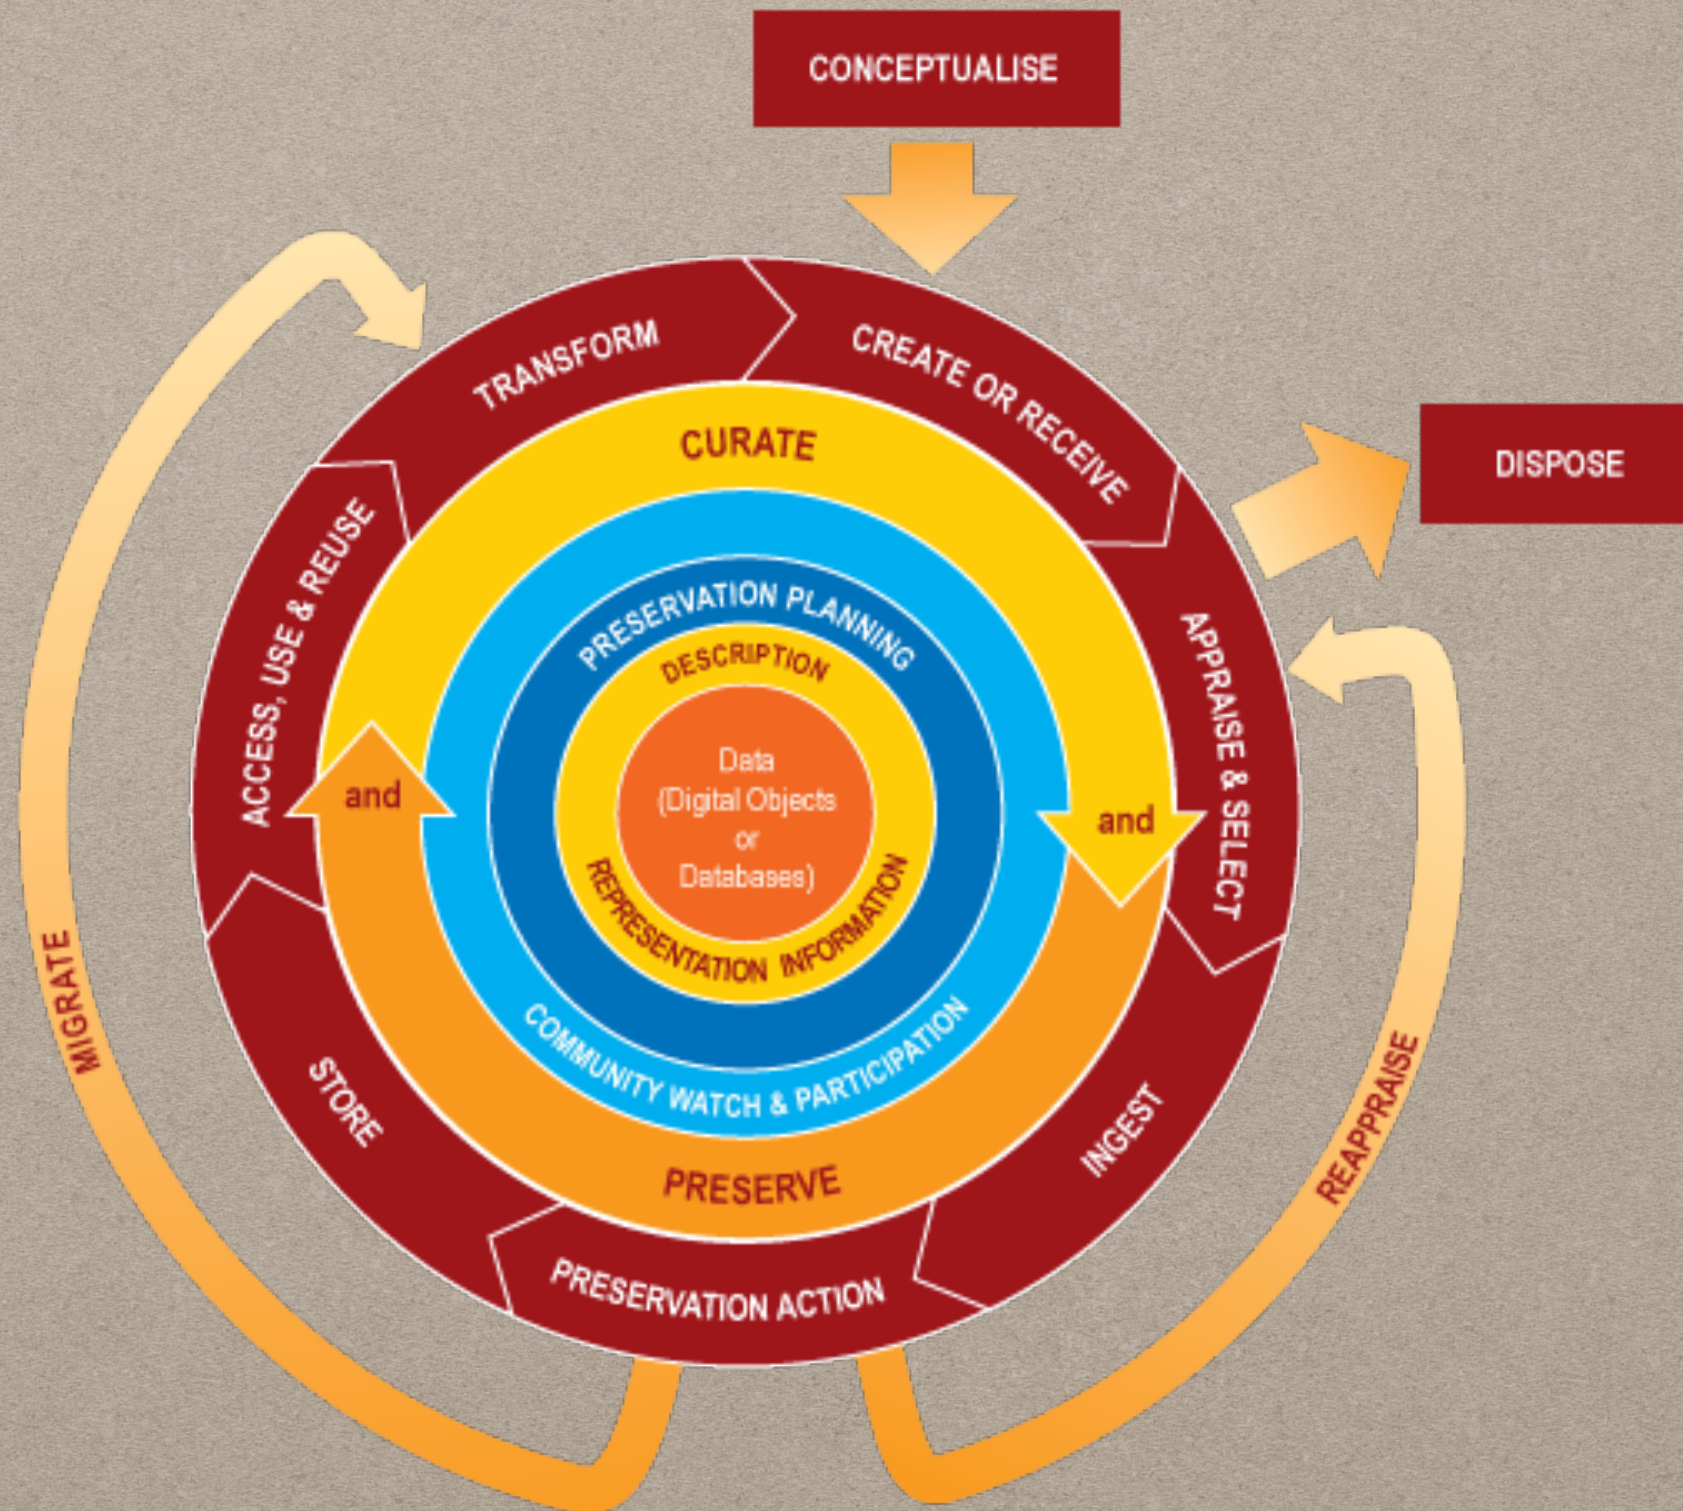 CONCEPTUALISE
TRANSFORM
CREATE OR RECEIVE
DISPOSE
CURATE
ACCESS, USE & REUSE
PRESERVATION PLANNING
DESCRIPTION
APPRAISE & SELECT
Data
(Digital Objects
or
Databases)
and
and
REPRESENTATION INFORMATION
COMMUNITY WATCH & PARTICIPATION
MIGRATE
STORE
INGEST
REAPPRAISE
PRESERVE
PRESERVATION ACTION